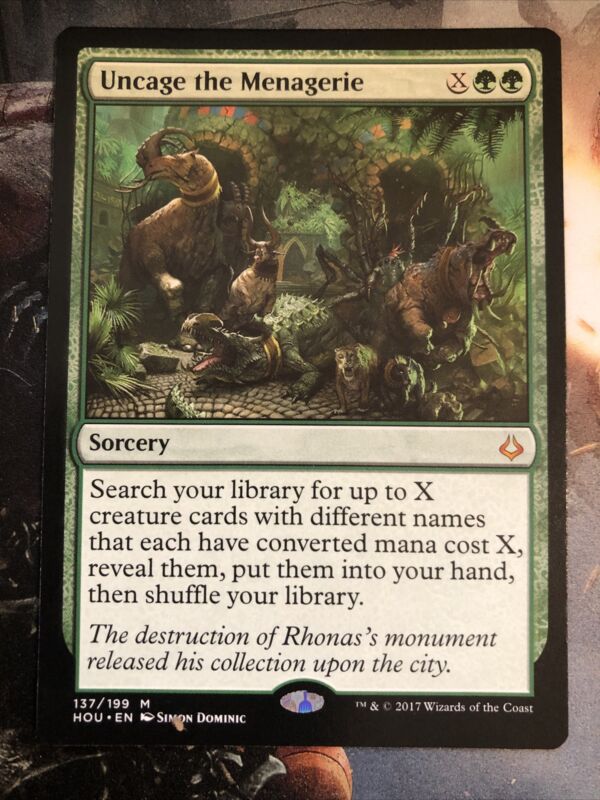 Uncage the Menagerie X
Sorcery
Search your library for up to X
creature cards with different names
that each have converted mana cost X,
reveal them, put them into your hand,
then shuffle your library.
The destruction of Rhonas's monument
released his collection upon the city.
137/199 M
HOU • EN Simon Dominic
™ & © 2017 Wizards of the Coast